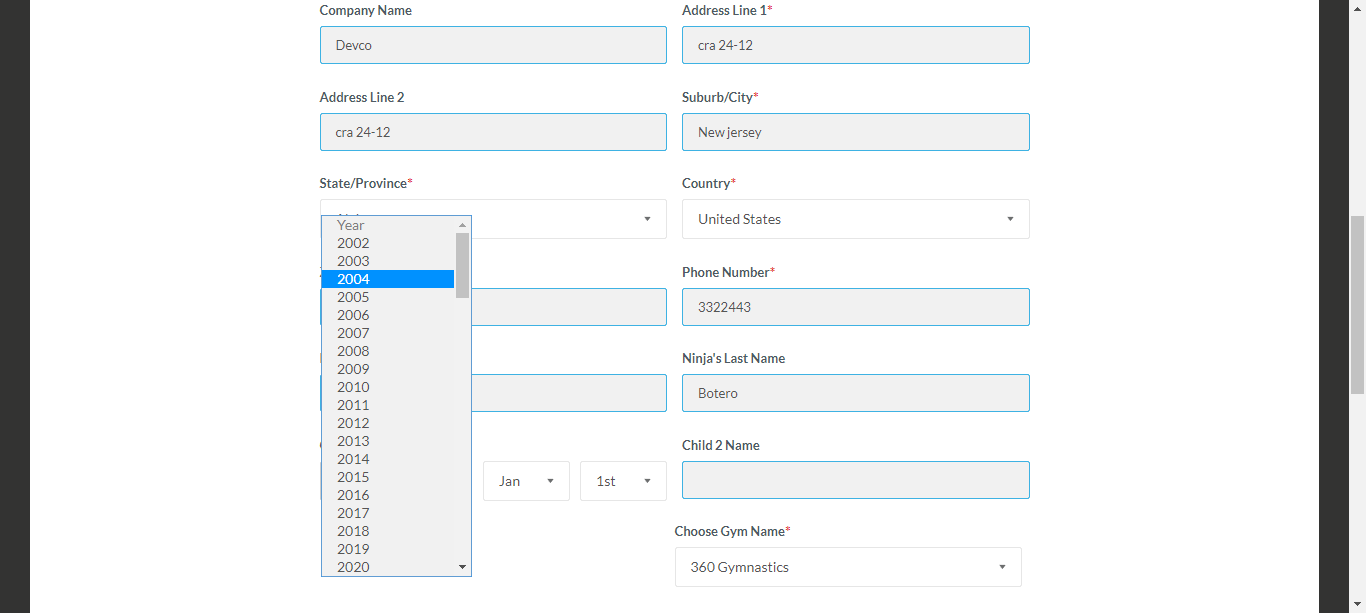 Company Name
Address Line 1*
Devco
cra 24-12
Address Line 2
Suburb/City*
cra 24-12
New jersey
State/Province*
Country*
United States
Year
2002
2003
2004
2005
2006
2007
2008
2009
2010
2011
2012
2013
2014
2015
2016
2017
2018
2019
2020
Phone Number*
3322443
Ninja's Last Name
Botero
Child 2 Name
Jan
1st
Choose Gym Name*
360 Gymnastics